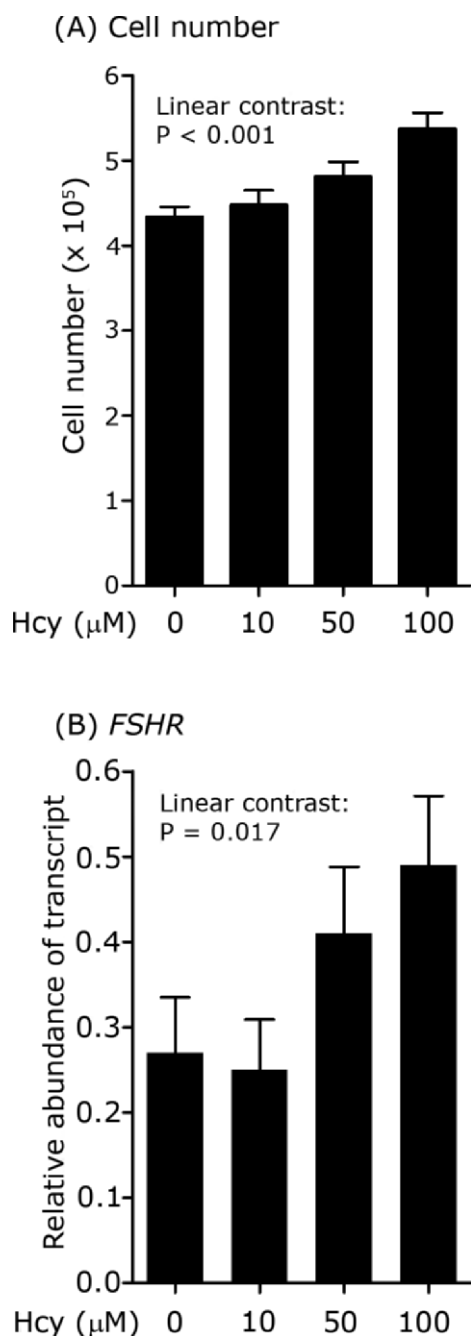 (A) Cell number
Linear contrast:
P < 0.001
Cell number (x 10⁵)
6
5
4
3
2
1
0
Hcy (μM) 0 10 50 100
(B) FSHR
Linear contrast:
P = 0.017
Relative abundance of transcript
0.6
0.5
0.4
0.3
0.2
0.1
0.0
Hcy (μM) 0 10 50 100